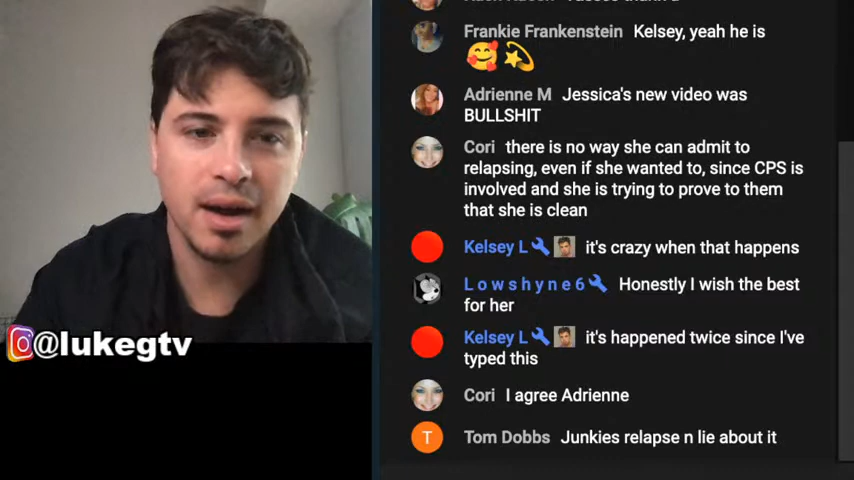 Frankie Frankenstein Kelsey, yeah he is
🥰 💫
Adrienne M Jessica's new video was
BULLSHIT
Cori there is no way she can admit to
relapsing, even if she wanted to, since CPS is
involved and she is trying to prove to them
that she is clean
Kelsey L it's crazy when that happens
L o w s h y n e 6 Honestly I wish the best
for her
Kelsey L it's happened twice since I've
typed this
@lukegtv
Cori I agree Adrienne
T Tom Dobbs Junkies relapse n lie about it